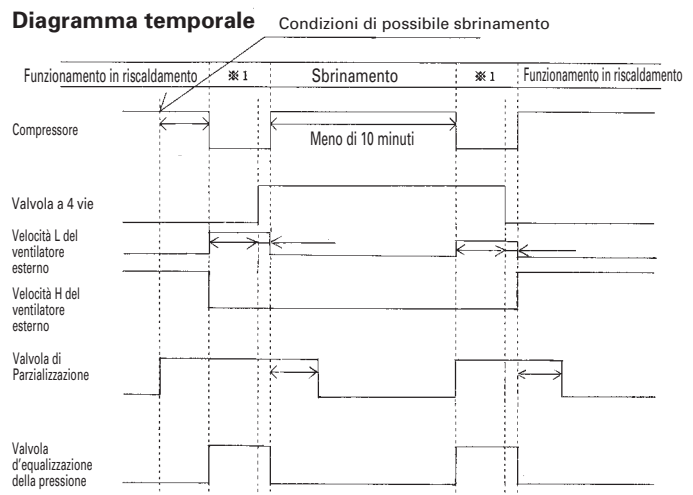 Diagramma temporale
Condizioni di possibile sbrinamento
Funzionamento in riscaldamento
※1
Sbrinamento
※1
Funzionamento in riscaldamento
Compressore
Meno di 10 minuti
Valvola a 4 vie
Velocità L del
ventilatore
esterno
Velocità H del
ventilatore
esterno
Valvola di
Parzializzazione
Valvola
d'equalizzazione
della pressione